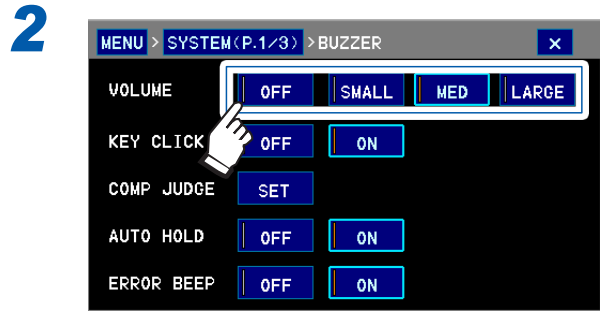 2
MENU > SYSTEM(P.1/3) >BUZZER ×
VOLUME OFF SMALL MED LARGE
KEY CLICK OFF ON
COMP JUDGE SET
AUTO HOLD OFF ON
ERROR BEEP OFF ON